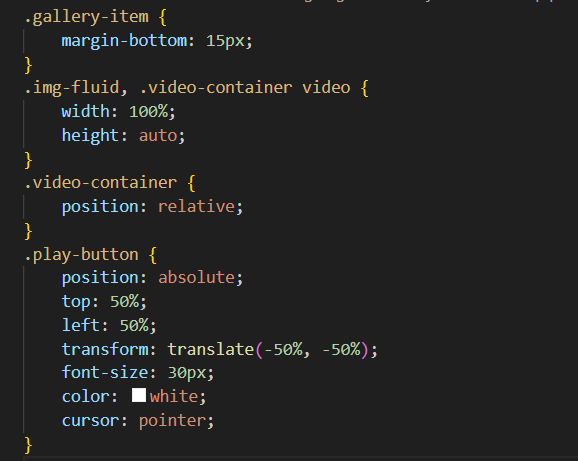 .gallery-item {
    margin-bottom: 15px;
}
.img-fluid, .video-container video {
    width: 100%;
    height: auto;
}
.video-container {
    position: relative;
}
.play-button {
    position: absolute;
    top: 50%;
    left: 50%;
    transform: translate(-50%, -50%);
    font-size: 30px;
    color: white;
    cursor: pointer;
}